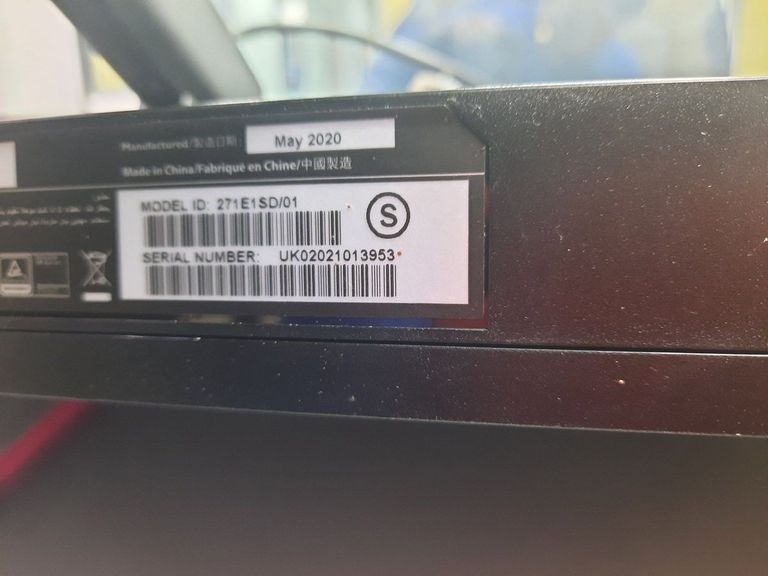 Manufactured/製造日期: May 2020
Made in China/Fabriqué en Chine/中國製造
MODEL ID: 271E1SD/01
S
SERIAL NUMBER: UK02021013953